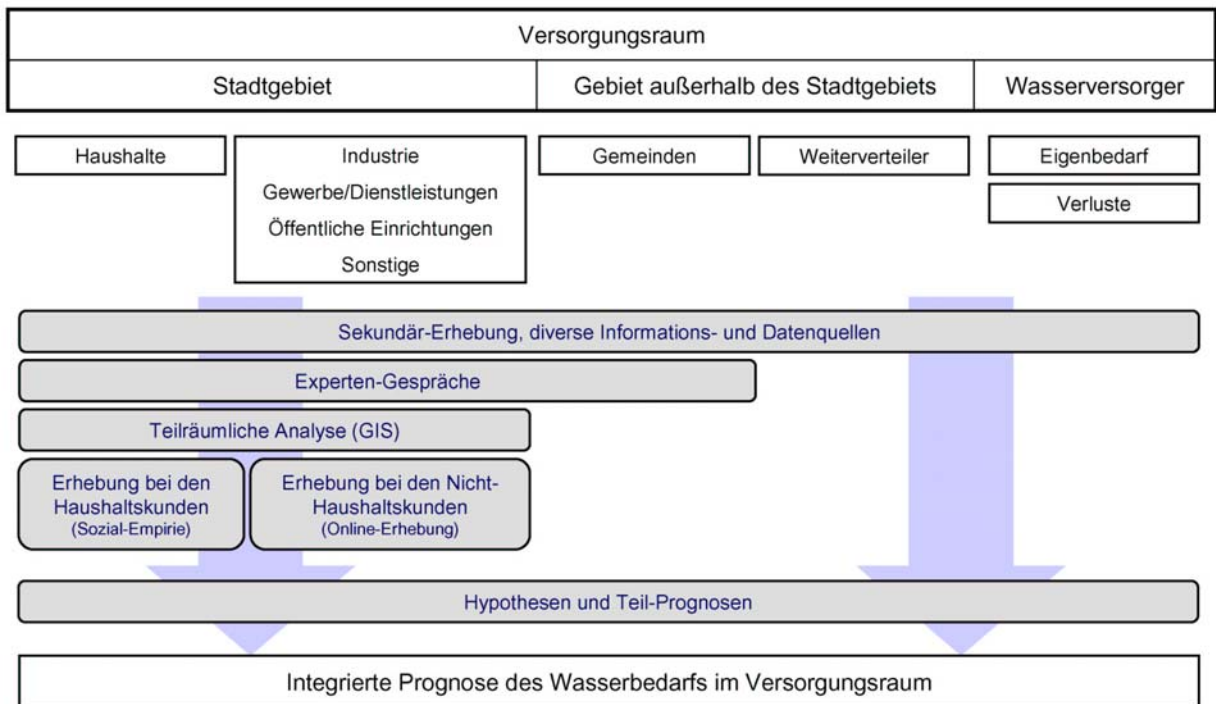 Versorgungsraum
Stadtgebiet
Gebiet außerhalb des Stadtgebiets
Wasserversorger
Haushalte
Industrie
Gewerbe/Dienstleistungen
Öffentliche Einrichtungen
Sonstige
Gemeinden
Weiterverteiler
Eigenbedarf
Verluste
Sekundär-Erhebung, diverse Informations- und Datenquellen
Experten-Gespräche
Teilräumliche Analyse (GIS)
Erhebung bei den
Haushaltskunden
(Sozial-Empirie)
Erhebung bei den Nicht-
Haushaltskunden
(Online-Erhebung)
Hypothesen und Teil-Prognosen
Integrierte Prognose des Wasserbedarfs im Versorgungsraum